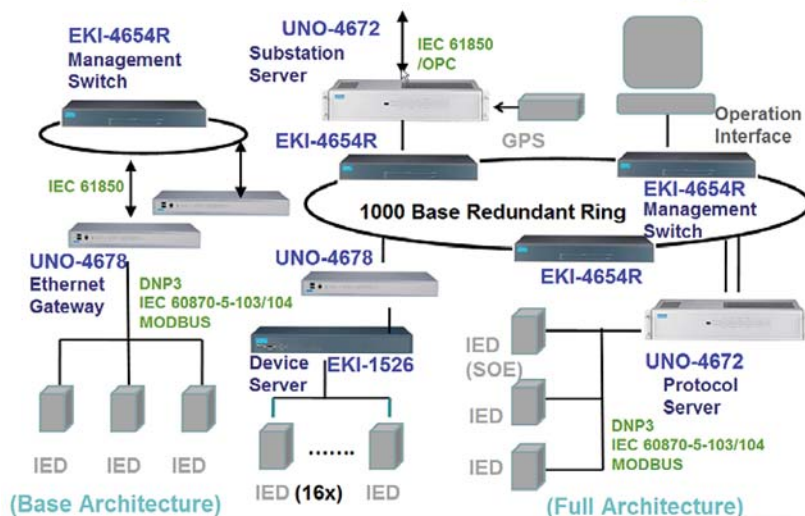 EKI-4654R
Management
Switch
IEC 61850
UNO-4678
Ethernet
Gateway
DNP3
IEC 60870-5-103/104
MODBUS
IED
IED
IED
(Base Architecture)
UNO-4672
Substation
Server
IEC 61850
/OPC
GPS
Operation
Interface
EKI-4654R
EKI-4654R
Management
Switch
1000 Base Redundant Ring
EKI-4654R
UNO-4678
Device
Server
EKI-1526
........
IED (16x) IED
UNO-4672
Protocol
Server
IED
(SOE)
IED
IED
DNP3
IEC 60870-5-103/104
MODBUS
(Full Architecture)